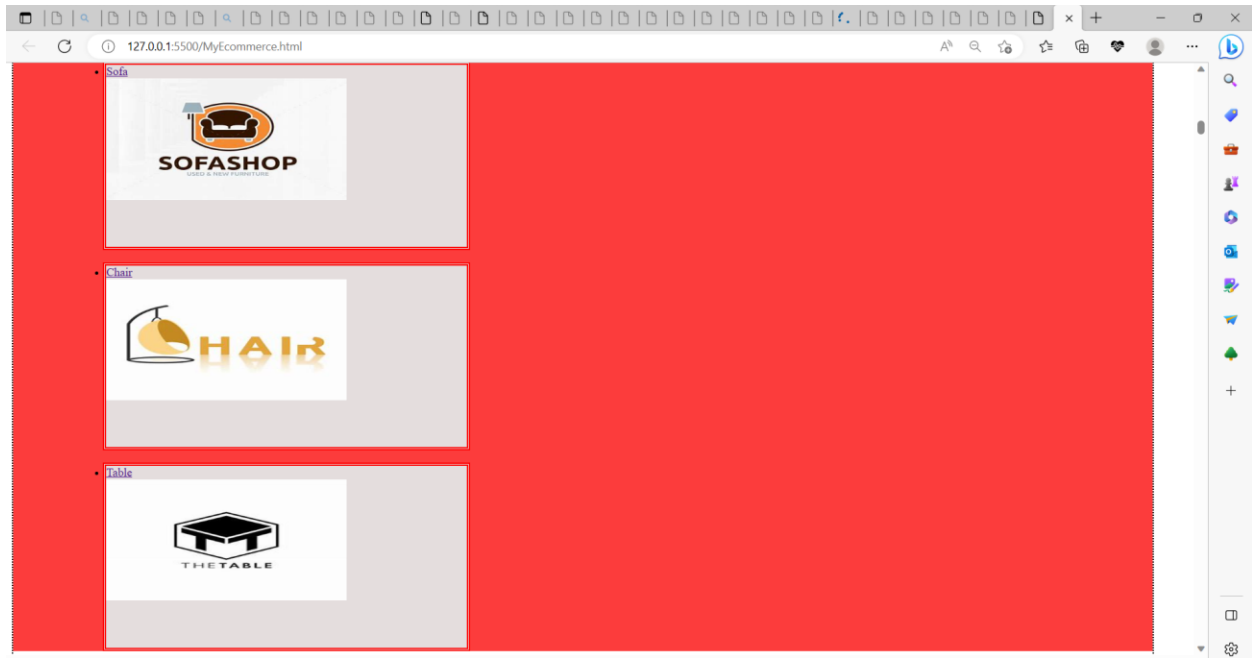 127.0.0.1:5500/MyEcommerce.html
Sofa
SOFASHOP
USED & NEW FURNITURE
Chair
HAIR
Table
THETABLE